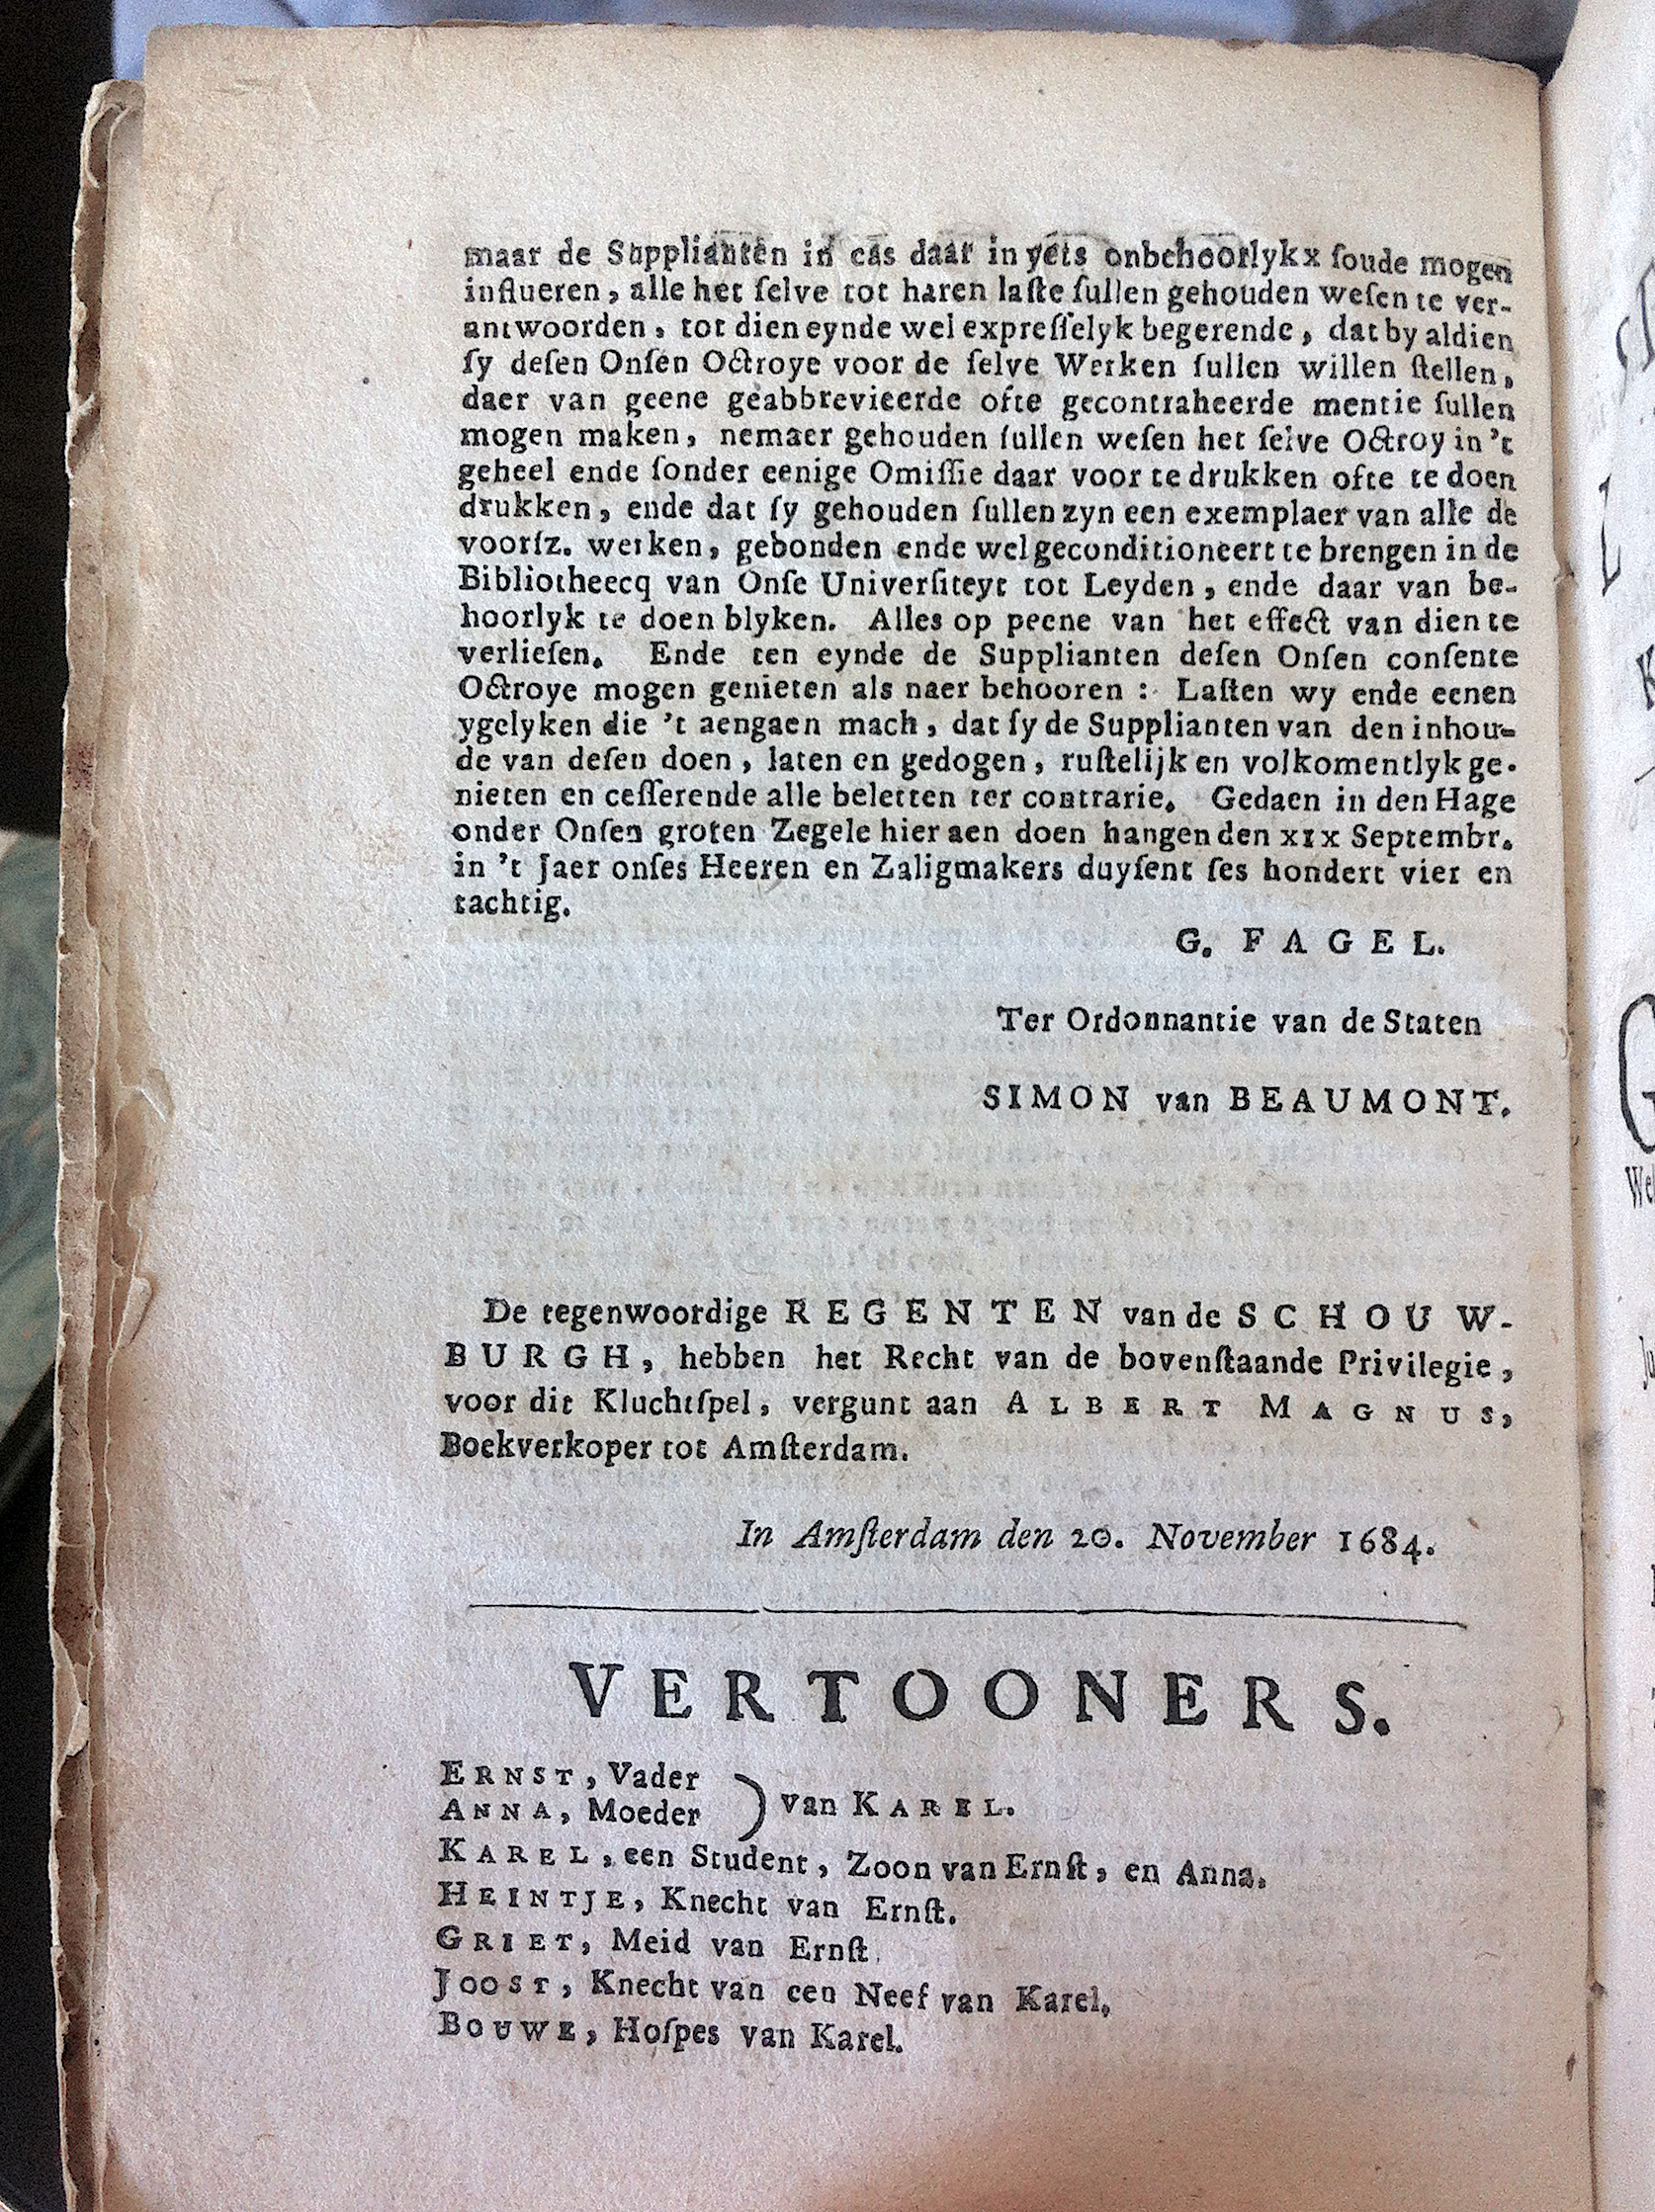 maar de Supplianten in cas daar in yets onbehoorlykx ſoude mogen
influeren, alle het ſelve tot haren laſte ſullen gehouden weſen te ver-
antwoorden, tot dien eynde wel expreſſelyk begerende, dat by aldien
ſy deſen Onſen Octroye voor de ſelve Werken ſullen willen ſtellen,
daer van geene geabbrevieerde ofte gecontraheerde mentie ſullen
mogen maken, nemaer gehouden ſullen weſen het ſelve Octroy in 't
geheel ende ſonder eenige Omiſſie daar voor te drukken ofte te doen
drukken, ende dat ſy gehouden ſullen zyn een exemplaer van alle de
voorſz. werken, gebonden ende wel geconditioneert te brengen in de
Bibliotheecq van Onſe Univerſiteyt tot Leyden, ende daar van be-
hoorlyk te doen blyken. Alles op peene van het effect van dien te
verlieſen. Ende ten eynde de Supplianten deſen Onſen conſente
Octroye mogen genieten als naer behooren: Laſten wy ende eenen
ygelyken die 't aengaen mach, dat ſy de Supplianten van den inhou-
de van deſen doen, laten en gedogen, ruſtelijk en volkomentlyk ge-
nieten en ceſſerende alle beletten ter contrarie. Gedaen in den Hage
onder Onſen groten Zegele hier aen doen hangen den XIX Septembr.
in 't Jaer onſes Heeren en Zaligmakers duyſent ſes hondert vier en
tachtig.
G. FAGEL.
Ter Ordonnantie van de Staten
SIMON van BEAUMONT.
De tegenwoordige REGENTEN van de SCHOUW-
BURGH, hebben het Recht van de bovenſtaande Privilegie,
voor dit Kluchtſpel, vergunt aan ALBERT MAGNUS,
Boekverkoper tot Amſterdam.
In Amſterdam den 20. November 1684.
VERTOONERS.
ERNST, Vader
ANNA, Moeder ) van KAREL.
KAREL, een Student, Zoon van Ernſt, en Anna.
HEINTJE, Knecht van Ernſt.
GRIET, Meid van Ernſt.
JOOST, Knecht van een Neef van Karel.
BOUWE, Hoſpes van Karel.